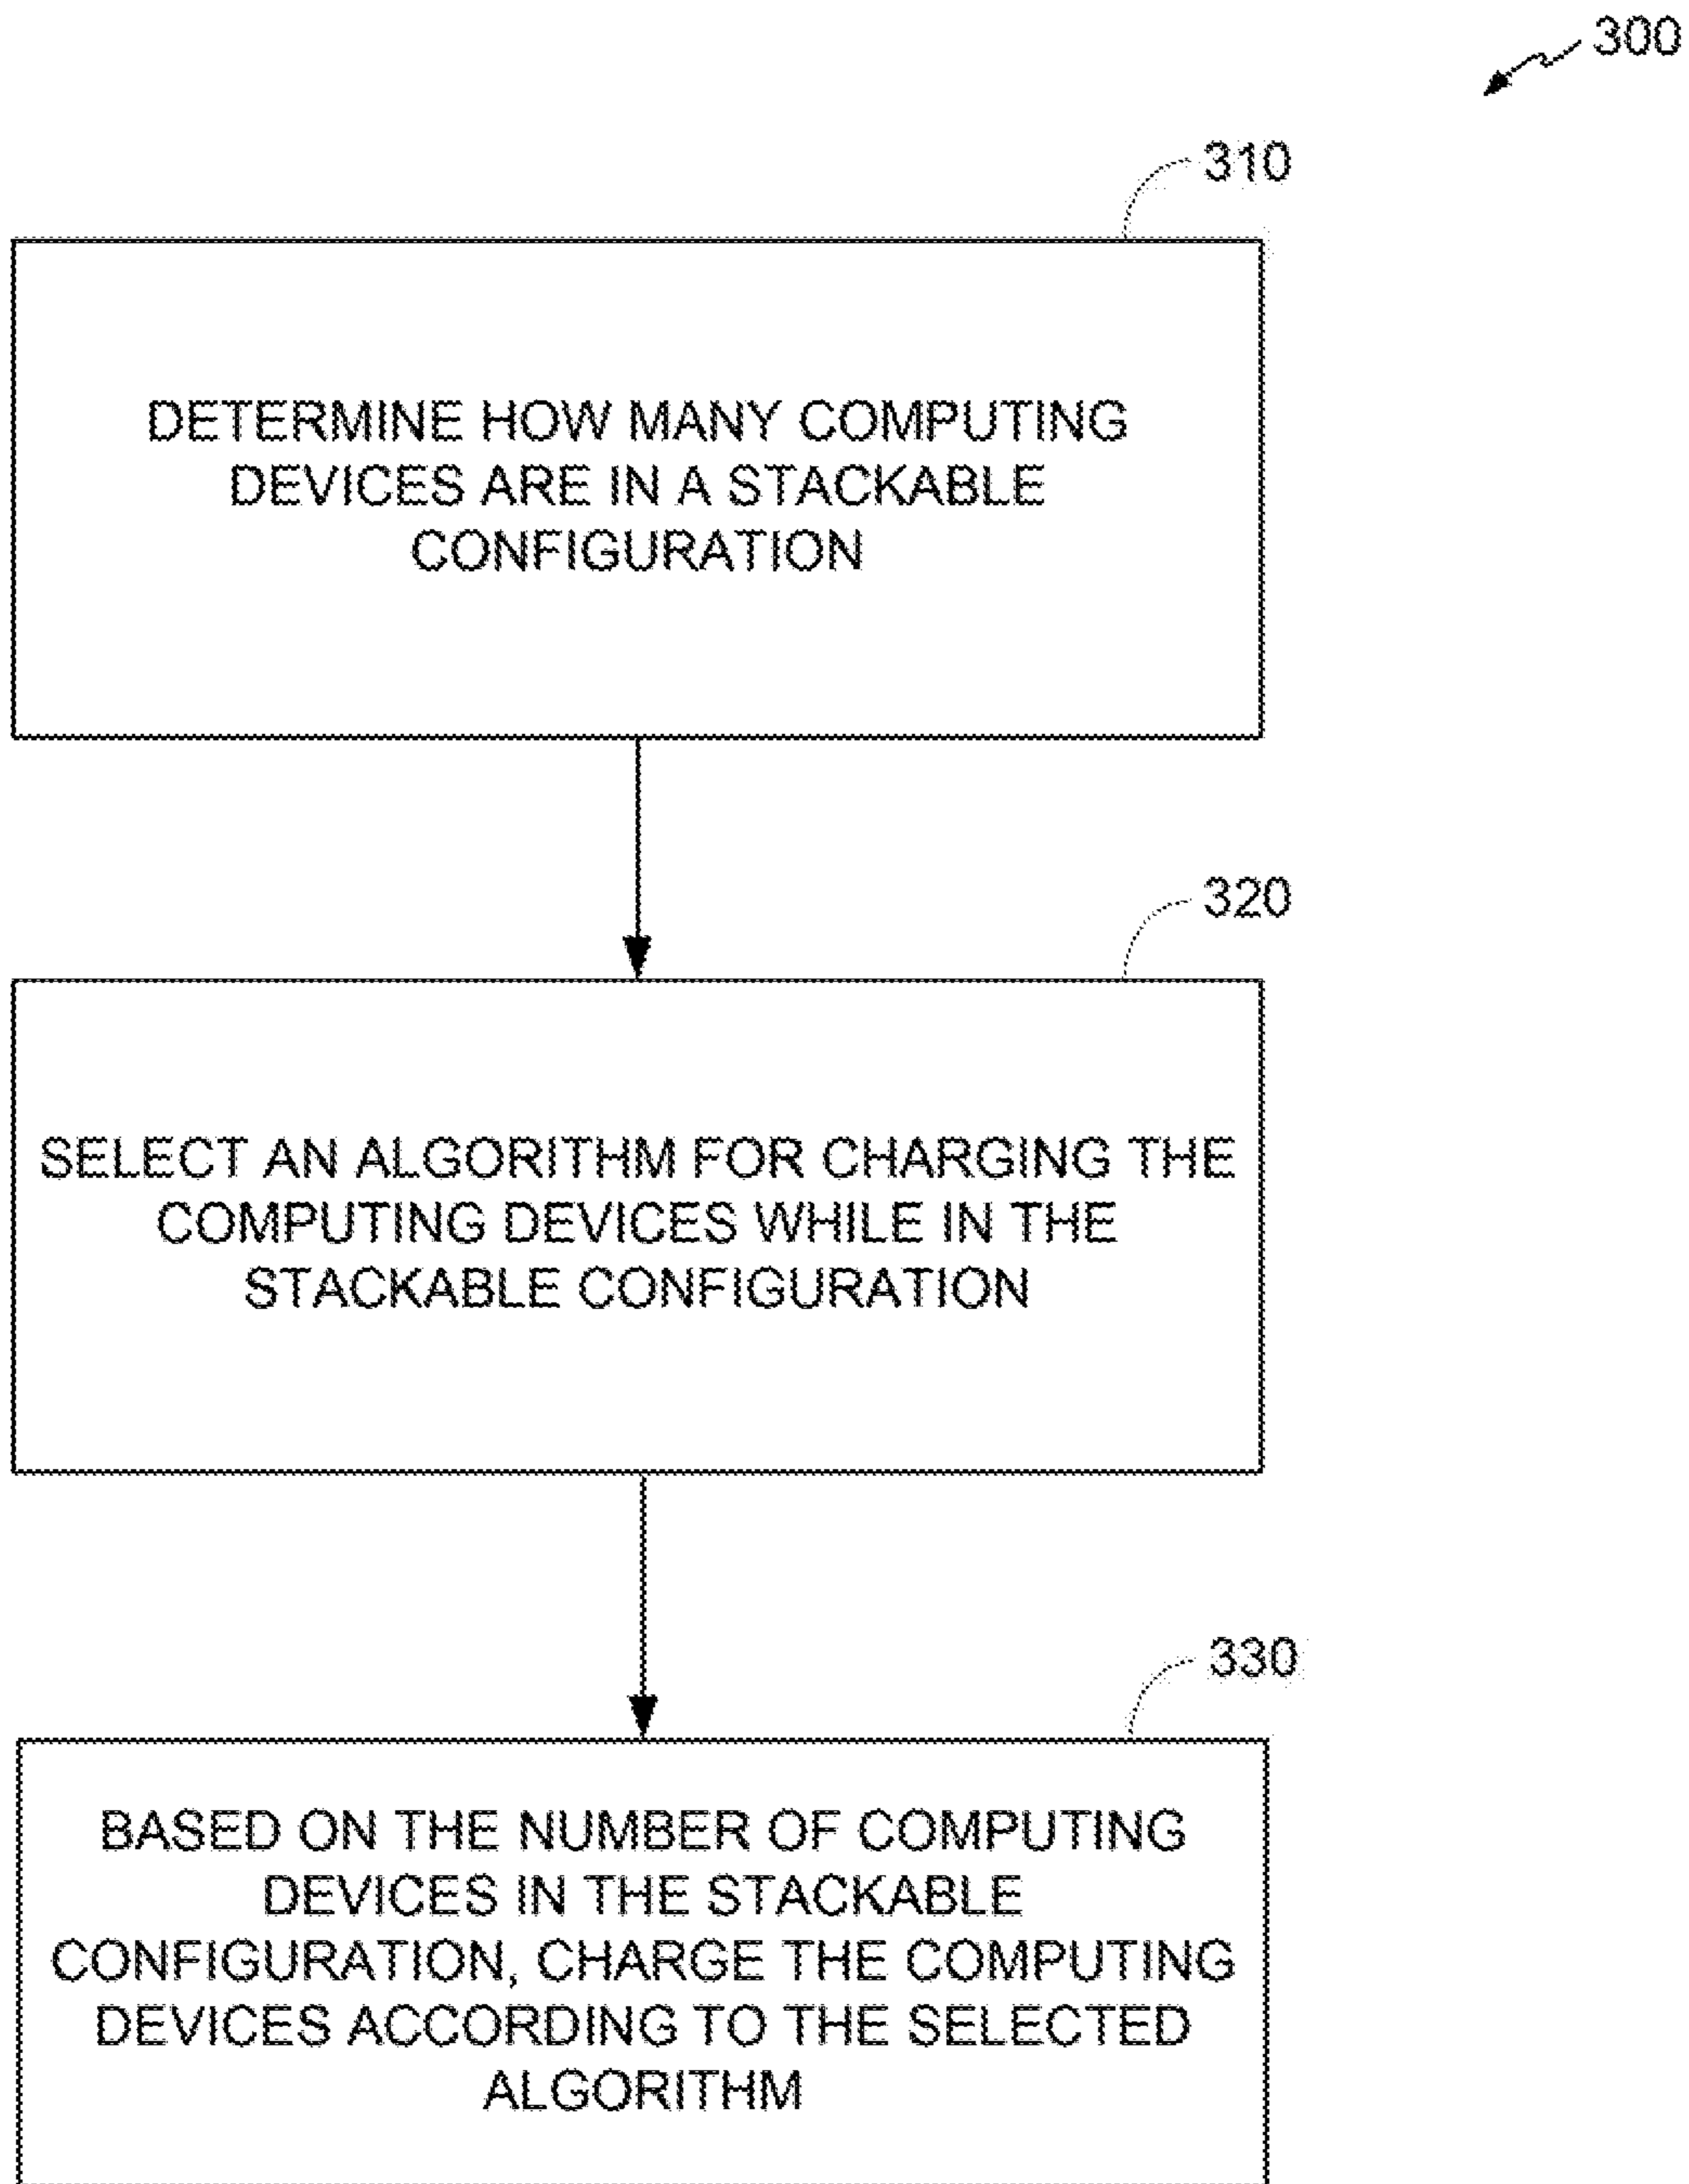 300
310
DETERMINE HOW MANY COMPUTING
DEVICES ARE IN A STACKABLE
CONFIGURATION
320
SELECT AN ALGORITHM FOR CHARGING THE
COMPUTING DEVICES WHILE IN THE
STACKABLE CONFIGURATION
330
BASED ON THE NUMBER OF COMPUTING
DEVICES IN THE STACKABLE
CONFIGURATION, CHARGE THE COMPUTING
DEVICES ACCORDING TO THE SELECTED
ALGORITHM